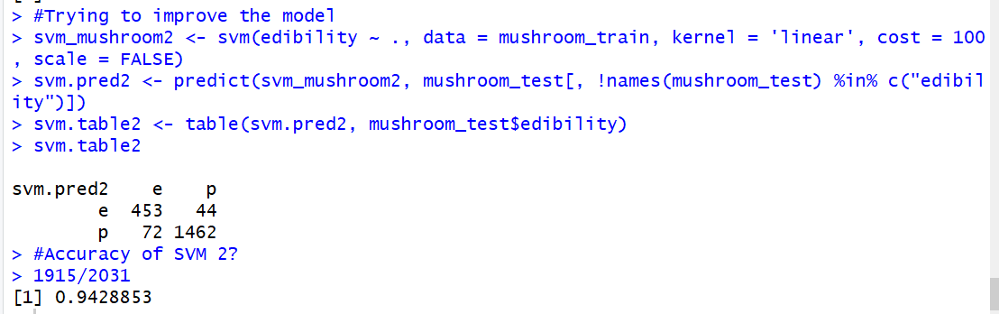 > #Trying to improve the model
> svm_mushroom2 <- svm(edibility ~ ., data = mushroom_train, kernel = 'linear', cost = 100
, scale = FALSE)
> svm.pred2 <- predict(svm_mushroom2, mushroom_test[, !names(mushroom_test) %in% c("edibil
ity")])
> svm.table2 <- table(svm.pred2, mushroom_test$edibility)
> svm.table2
svm.pred2    e    p
        e  453   44
        p   72 1462
> #Accuracy of SVM 2?
> 1915/2031
[1] 0.9428853